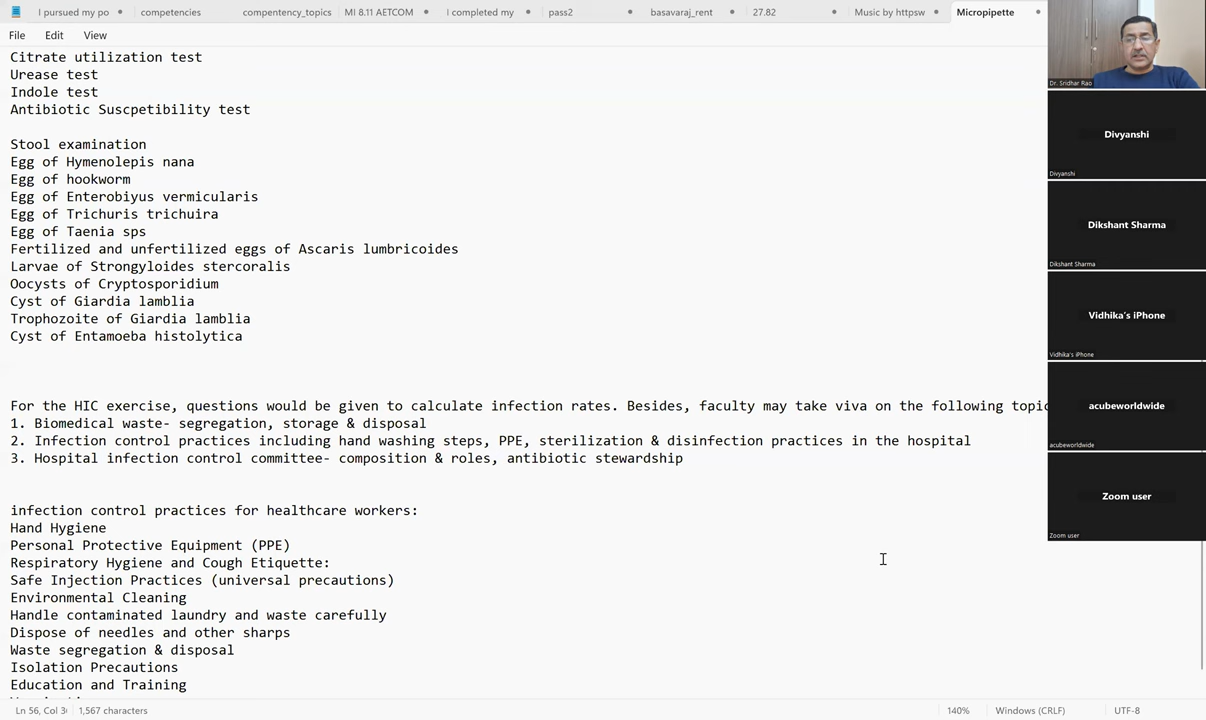 I pursued my po
competencies
compentency_topics
MI 8.11 AETCOM
I completed my
pass2
basavaraj_rent
27.82
Music by httpsw
Micropipette
File Edit View
Citrate utilization test
Urease test
Indole test
Antibiotic Suscpetibility test
Stool examination
Egg of Hymenolepis nana
Egg of hookworm
Egg of Enterobiyus vermicularis
Egg of Trichuris trichuira
Egg of Taenia sps
Fertilized and unfertilized eggs of Ascaris lumbricoides
Larvae of Strongyloides stercoralis
Oocysts of Cryptosporidium
Cyst of Giardia lamblia
Trophozoite of Giardia lamblia
Cyst of Entamoeba histolytica
For the HIC exercise, questions would be given to calculate infection rates. Besides, faculty may take viva on the following topic
1. Biomedical waste- segregation, storage & disposal
2. Infection control practices including hand washing steps, PPE, sterilization & disinfection practices in the hospital
3. Hospital infection control committee- composition & roles, antibiotic stewardship
infection control practices for healthcare workers:
Hand Hygiene
Personal Protective Equipment (PPE)
Respiratory Hygiene and Cough Etiquette:
Safe Injection Practices (universal precautions)
Environmental Cleaning
Handle contaminated laundry and waste carefully
Dispose of needles and other sharps
Waste segregation & disposal
Isolation Precautions
Education and Training
Ln 56, Col 3
1,567 characters
140%
Windows (CRLF)
UTF-8
Dr. Sridhar Rao
Divyanshi
Divyanshi
Dikshant Sharma
Dikshant Sharma
Vidhika's iPhone
Vidhika's iPhone
acubeworldwide
acubeworldwide
Zoom user
Zoom user